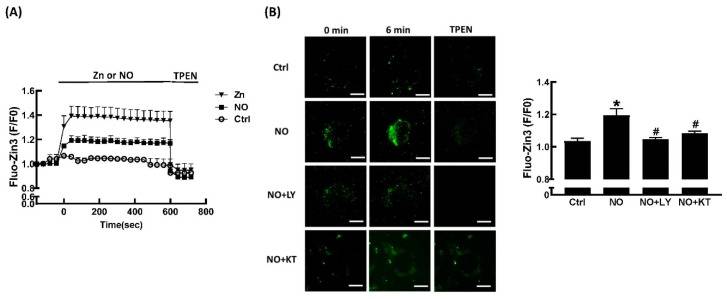 (A)
Zn or NO TPEN
Fluo-Zin3 (F/F0)
1.6
1.4
1.2
1.0
0.8
0.6
0.0
0 200 400 600 800
Time(sec)
Zn
NO
Ctrl
(B)
0 min 6 min TPEN
Ctrl
NO
NO+LY
NO+KT
Fluo-Zin3 (F/F0)
1.4
1.2
1.0
0.8
0
* # #
Ctrl NO NO+LY NO+KT